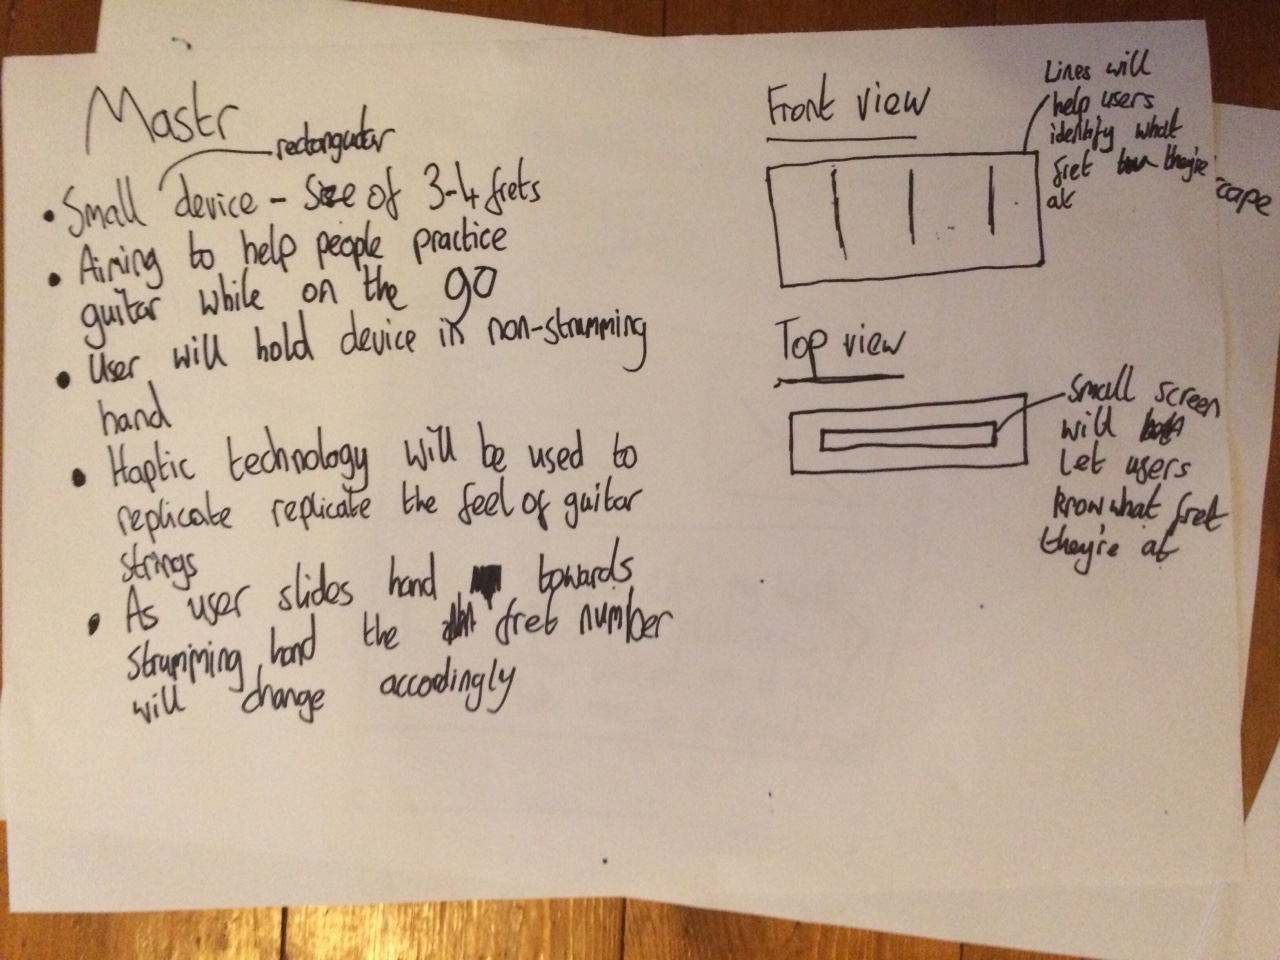 Mastr
rectangular
• Small device - Size of 3-4 frets
• Aiming to help people practice
guitar while on the go
• User will hold device in non-strumming
hand
• Haptic technology will be used to
replicate replicate the feel of guitar
strings
• As user slides hand towards
strumming hand the fret number
will change accordingly
Front view
Lines will
help users
identify what
fret they're
at
Top view
Small screen
will
let users
know what fret
they're at
cape